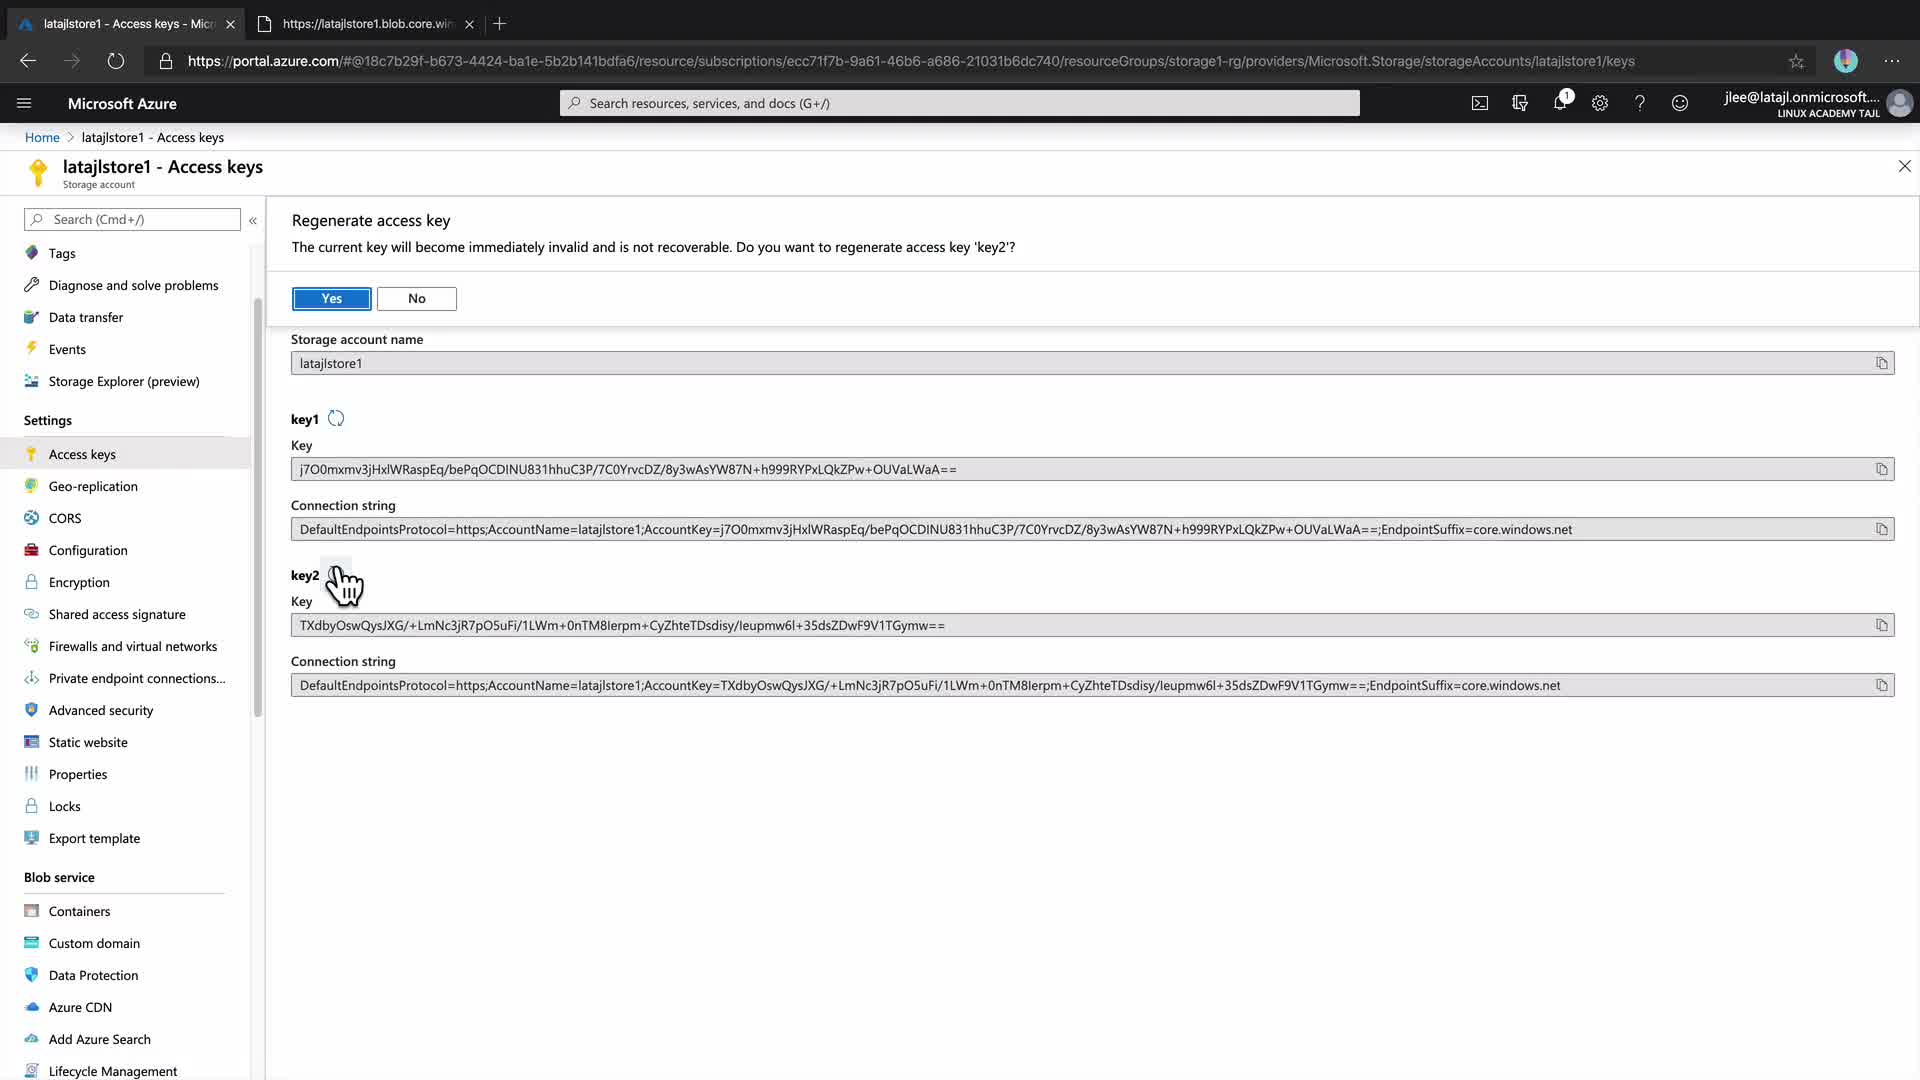 latajlstore1 - Access keys - Micr
https://latajlstore1.blob.core.win
https://portal.azure.com/#@18c7b29f-b673-4424-ba1e-5b2b141bdfa6/resource/subscriptions/ecc71f7b-9a61-46b6-a686-21031b6dc740/resourceGroups/storage1-rg/providers/Microsoft.Storage/storageAccounts/latajlstore1/keys
Microsoft Azure
Search resources, services, and docs (G+/)
1
jlee@latajl.onmicrosoft....
LINUX ACADEMY TAJL
Home > latajlstore1 - Access keys
latajlstore1 - Access keys
Storage account
Search (Cmd+/)
«
Tags
Diagnose and solve problems
Data transfer
Events
Storage Explorer (preview)
Settings
Access keys
Geo-replication
CORS
Configuration
Encryption
Shared access signature
Firewalls and virtual networks
Private endpoint connections...
Advanced security
Static website
Properties
Locks
Export template
Blob service
Containers
Custom domain
Data Protection
Azure CDN
Add Azure Search
Lifecycle Management
Regenerate access key
The current key will become immediately invalid and is not recoverable. Do you want to regenerate access key 'key2'?
Yes
No
Storage account name
latajlstore1
key1
Key
j7O0mxmv3jHxlWRaspEq/bePqOCDINU831hhuC3P/7C0YrvcDZ/8y3wAsYW87N+h999RYPxLQkZPw+OUVaLWaA==
Connection string
DefaultEndpointsProtocol=https;AccountName=latajlstore1;AccountKey=j7O0mxmv3jHxlWRaspEq/bePqOCDINU831hhuC3P/7C0YrvcDZ/8y3wAsYW87N+h999RYPxLQkZPw+OUVaLWaA==;EndpointSuffix=core.windows.net
key2
Key
TXdbyOswQysJXG/+LmNc3jR7pO5uFi/1LWm+0nTM8Ierpm+CyZhteTDsdisy/Ieupmw6l+35dsZDwF9V1TGymw==
Connection string
DefaultEndpointsProtocol=https;AccountName=latajlstore1;AccountKey=TXdbyOswQysJXG/+LmNc3jR7pO5uFi/1LWm+0nTM8Ierpm+CyZhteTDsdisy/Ieupmw6l+35dsZDwF9V1TGymw==;EndpointSuffix=core.windows.net